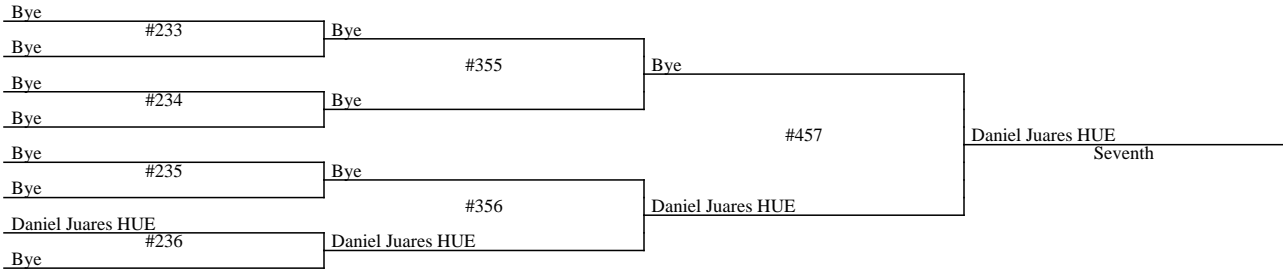 Bye
#233
Bye
Bye
#355
Bye
Bye
#234
Bye
Bye
#457
Daniel Juares HUE
Seventh
Bye
Bye
#235
Bye
Bye
#356
Daniel Juares HUE
Daniel Juares HUE
#236
Daniel Juares HUE
Bye